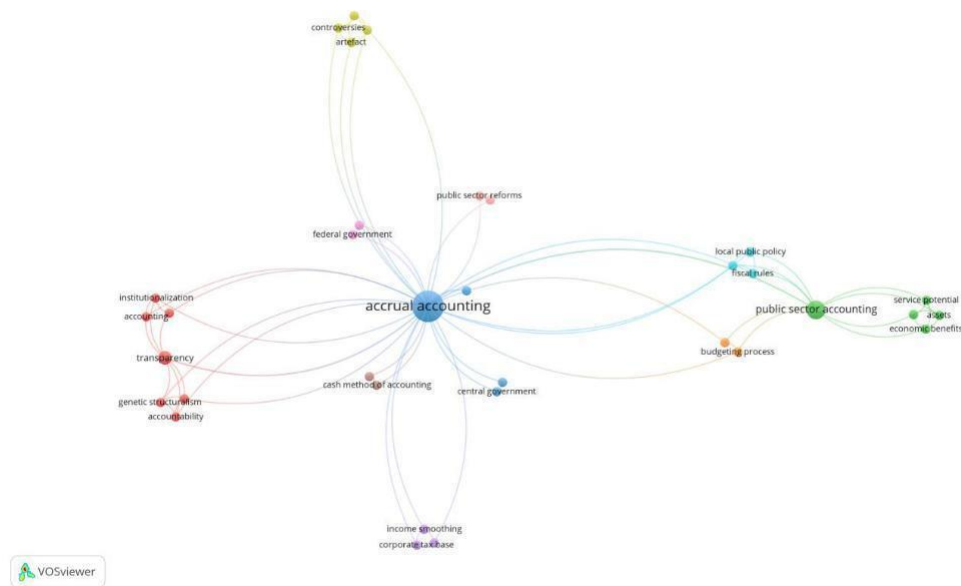 controversies
artefact
public sector reforms
federal government
local public policy
fiscal rules
institutionalization
accounting
accrual accounting
public sector accounting
service potential
assets
economic benefits
transparency
budgeting process
cash method of accounting
central government
genetic structuralism
accountability
income smoothing
corporate tax base
VOSviewer